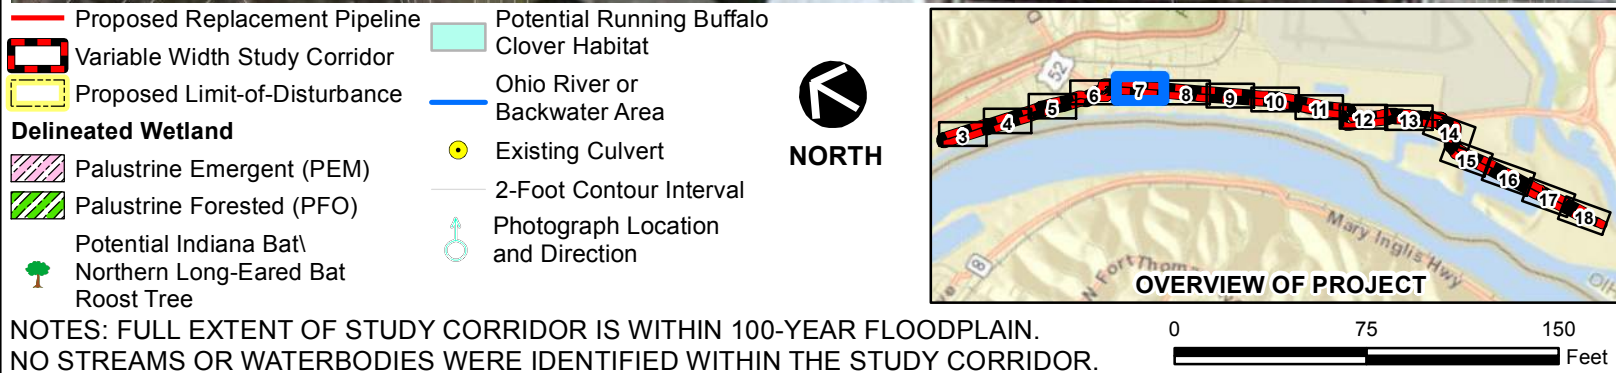 Proposed Replacement Pipeline
Variable Width Study Corridor
Proposed Limit-of-Disturbance
Delineated Wetland
Palustrine Emergent (PEM)
Palustrine Forested (PFO)
Potential Indiana Bat\
Northern Long-Eared Bat
Roost Tree
Potential Running Buffalo
Clover Habitat
Ohio River or
Backwater Area
Existing Culvert
2-Foot Contour Interval
Photograph Location
and Direction
NORTH
52
3
4
5
6
7
8
9
10
11
12
13
14
15
16
17
18
Mary Inglis Hwy
8
N Fort Thomas
OVERVIEW OF PROJECT
NOTES: FULL EXTENT OF STUDY CORRIDOR IS WITHIN 100-YEAR FLOODPLAIN.
NO STREAMS OR WATERBODIES WERE IDENTIFIED WITHIN THE STUDY CORRIDOR.
0 75 150
Feet